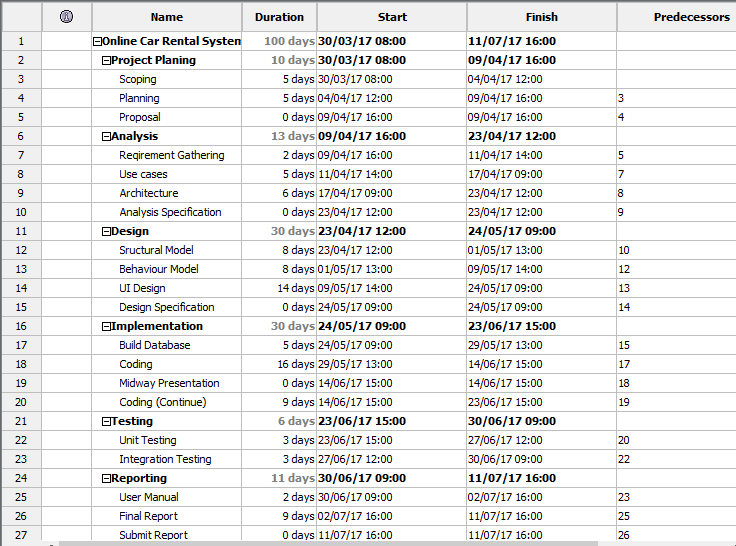 Name Duration Start Finish Predecessors
1 Online Car Rental System 100 days 30/03/17 08:00 11/07/17 16:00
2 Project Planing 10 days 30/03/17 08:00 09/04/17 16:00
3 Scoping 5 days 30/03/17 08:00 04/04/17 12:00
4 Planning 5 days 04/04/17 12:00 09/04/17 16:00 3
5 Proposal 0 days 09/04/17 16:00 09/04/17 16:00 4
6 Analysis 13 days 09/04/17 16:00 23/04/17 12:00
7 Reqirement Gathering 2 days 09/04/17 16:00 11/04/17 14:00 5
8 Use cases 5 days 11/04/17 14:00 17/04/17 09:00 7
9 Architecture 6 days 17/04/17 09:00 23/04/17 12:00 8
10 Analysis Specification 0 days 23/04/17 12:00 23/04/17 12:00 9
11 Design 30 days 23/04/17 12:00 24/05/17 09:00
12 Sructural Model 8 days 23/04/17 12:00 01/05/17 13:00 10
13 Behaviour Model 8 days 01/05/17 13:00 09/05/17 14:00 12
14 UI Design 14 days 09/05/17 14:00 24/05/17 09:00 13
15 Design Specification 0 days 24/05/17 09:00 24/05/17 09:00 14
16 Implementation 30 days 24/05/17 09:00 23/06/17 15:00
17 Build Database 5 days 24/05/17 09:00 29/05/17 13:00 15
18 Coding 16 days 29/05/17 13:00 14/06/17 15:00 17
19 Midway Presentation 0 days 14/06/17 15:00 14/06/17 15:00 18
20 Coding (Continue) 9 days 14/06/17 15:00 23/06/17 15:00 19
21 Testing 6 days 23/06/17 15:00 30/06/17 09:00
22 Unit Testing 3 days 23/06/17 15:00 27/06/17 12:00 20
23 Integration Testing 3 days 27/06/17 12:00 30/06/17 09:00 22
24 Reporting 11 days 30/06/17 09:00 11/07/17 16:00
25 User Manual 2 days 30/06/17 09:00 02/07/17 16:00 23
26 Final Report 9 days 02/07/17 16:00 11/07/17 16:00 25
27 Submit Report 0 days 11/07/17 16:00 11/07/17 16:00 26